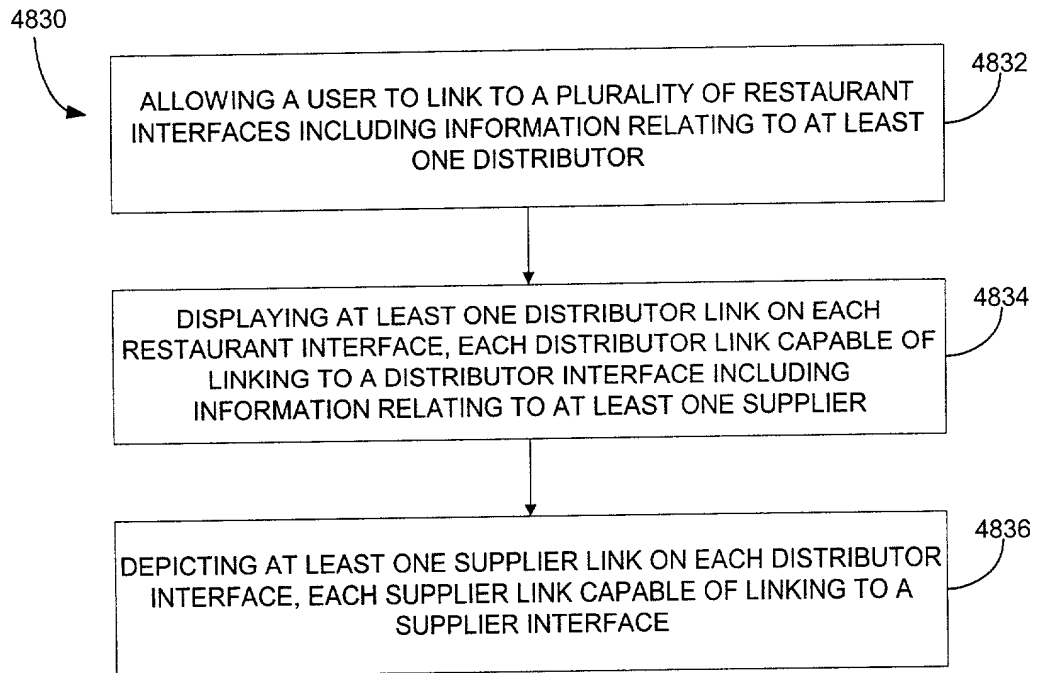 4830
4832
ALLOWING A USER TO LINK TO A PLURALITY OF RESTAURANT
INTERFACES INCLUDING INFORMATION RELATING TO AT LEAST
ONE DISTRIBUTOR
4834
DISPLAYING AT LEAST ONE DISTRIBUTOR LINK ON EACH
RESTAURANT INTERFACE, EACH DISTRIBUTOR LINK CAPABLE OF
LINKING TO A DISTRIBUTOR INTERFACE INCLUDING
INFORMATION RELATING TO AT LEAST ONE SUPPLIER
4836
DEPICTING AT LEAST ONE SUPPLIER LINK ON EACH DISTRIBUTOR
INTERFACE, EACH SUPPLIER LINK CAPABLE OF LINKING TO A
SUPPLIER INTERFACE